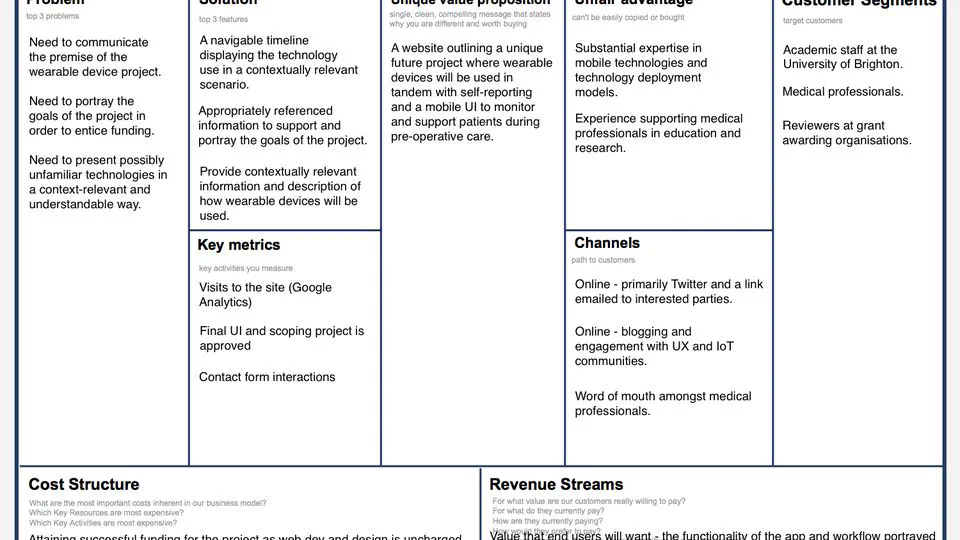 Problem
top 3 problems
Need to communicate
the premise of the
wearable device project.
Need to portray the
goals of the project in
order to entice funding.
Need to present possibly
unfamiliar technologies in
a context-relevant and
understandable way.
Solution
top 3 features
A navigable timeline
displaying the technology
use in a contextually relevant
scenario.
Appropriately referenced
information to support and
portray the goals of the project.
Provide contextually relevant
information and description of
how wearable devices will be
used.
Key metrics
key activities you measure
Visits to the site (Google
Analytics)
Final UI and scoping project is
approved
Contact form interactions
Unique value proposition
single, clean, compelling message that states
why you are different and worth buying
A website outlining a unique
future project where wearable
devices will be used in
tandem with self-reporting
and a mobile UI to monitor
and support patients during
pre-operative care.
Unfair advantage
can't be easily copied or bought
Substantial expertise in
mobile technologies and
technology deployment
models.
Experience supporting medical
professionals in education and
research.
Channels
path to customers
Online - primarily Twitter and a link
emailed to interested parties.
Online - blogging and
engagement with UX and IoT
communities.
Word of mouth amongst medical
professionals.
Customer Segments
target customers
Academic staff at the
University of Brighton.
Medical professionals.
Reviewers at grant
awarding organisations.
Cost Structure
What are the most important costs inherent in our business model?
Which Key Resources are most expensive?
Which Key Activities are most expensive?
Attaining successful funding for the project as web dev and design is uncharged
Revenue Streams
For what value are our customers really willing to pay?
For what do they currently pay?
How are they currently paying?
How would they prefer to pay?
Value that end users will want - the functionality of the app and workflow portrayed